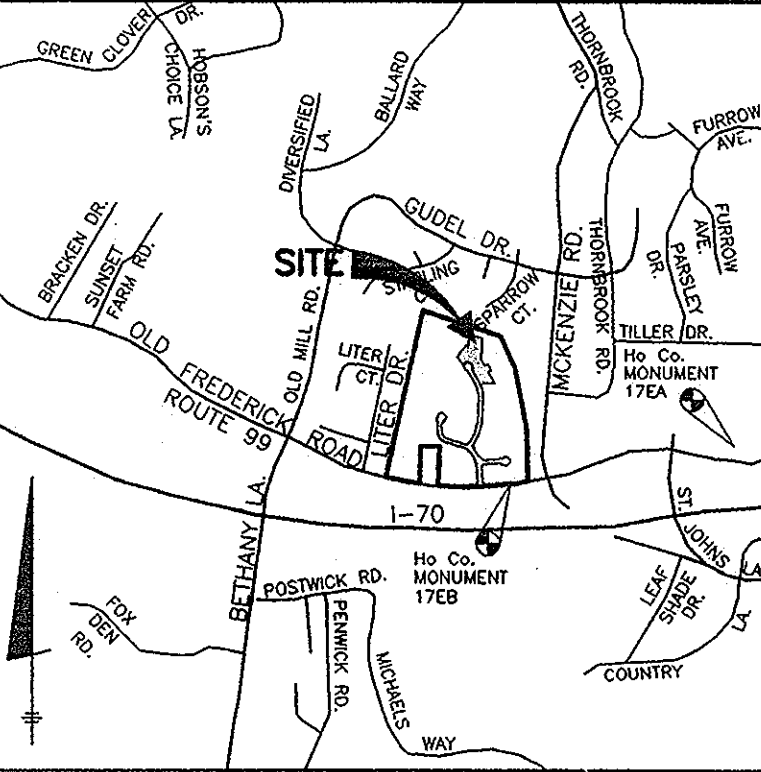 GREEN CLOVER DR.
HOBSON'S
CHOICE LA.
DIVERSIFIED
LA.
BALLARD
WAY
THORNBROOK
RD.
FURROW
AVE.
FURROW
AVE.
BRACKEN DR.
SUNSET
FARM RD.
GUDEL DR.
SITE
SPARROW
CT.
MCKENZIE RD.
THORNBROOK RD.
PARSLEY
DR.
TILLER DR.
Ho Co.
MONUMENT
17EA
OLD MILL RD.
LITER
CT.
LITER DR.
OLD FREDERICK ROAD
ROUTE 99
I-70
Ho Co.
MONUMENT
17EB
BETHANY LA.
POSTWICK RD.
PENWICK RD.
MICHAELS
WAY
FOX
DEN
RD.
ST. JOHNS LA.
LEAF
SHADE
DR.
COUNTRY LA.